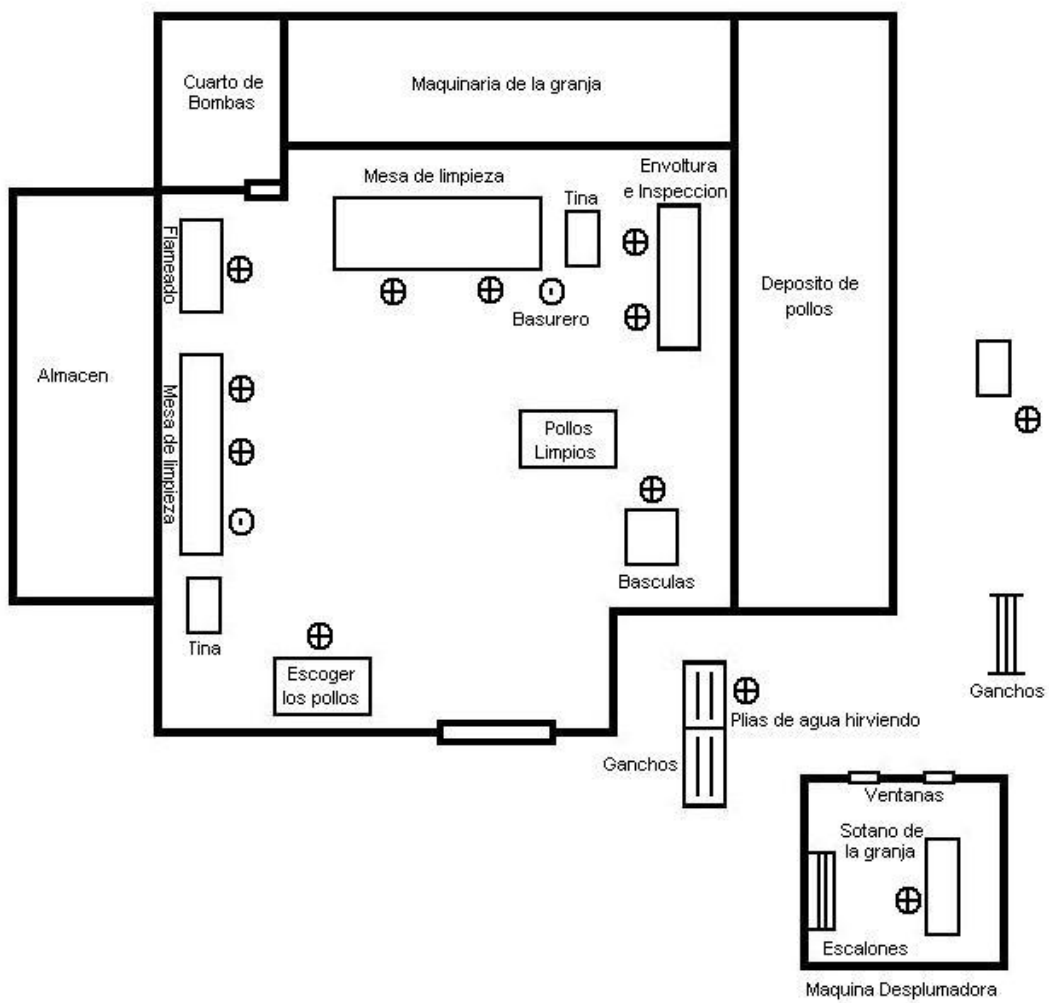 Cuarto de
Bombas
Maquinaria de la granja
Mesa de limpieza
Tina
Envoltura
e Inspeccion
Flameado
Basurero
Deposito de
pollos
Almacen
Mesa de limpieza
Pollos
Limpios
Basculas
Tina
Escoger
los pollos
Ganchos
Plias de agua hirviendo
Ganchos
Ventanas
Sotano de
la granja
Escalones
Maquina Desplumadora